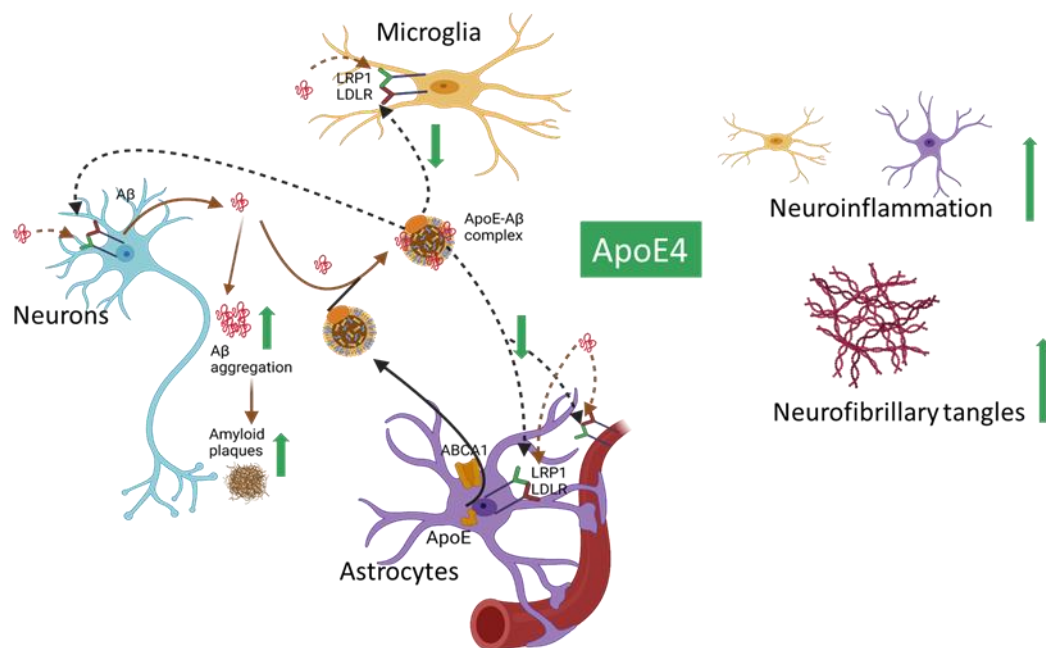 Microglia
LRP1
LDLR
Aβ
ApoE-Aβ
complex
ApoE4
Neuroinflammation
Neurons
Aβ
aggregation
Amyloid
plaques
Neurofibrillary tangles
ABCA1
LRP1
LDLR
ApoE
Astrocytes